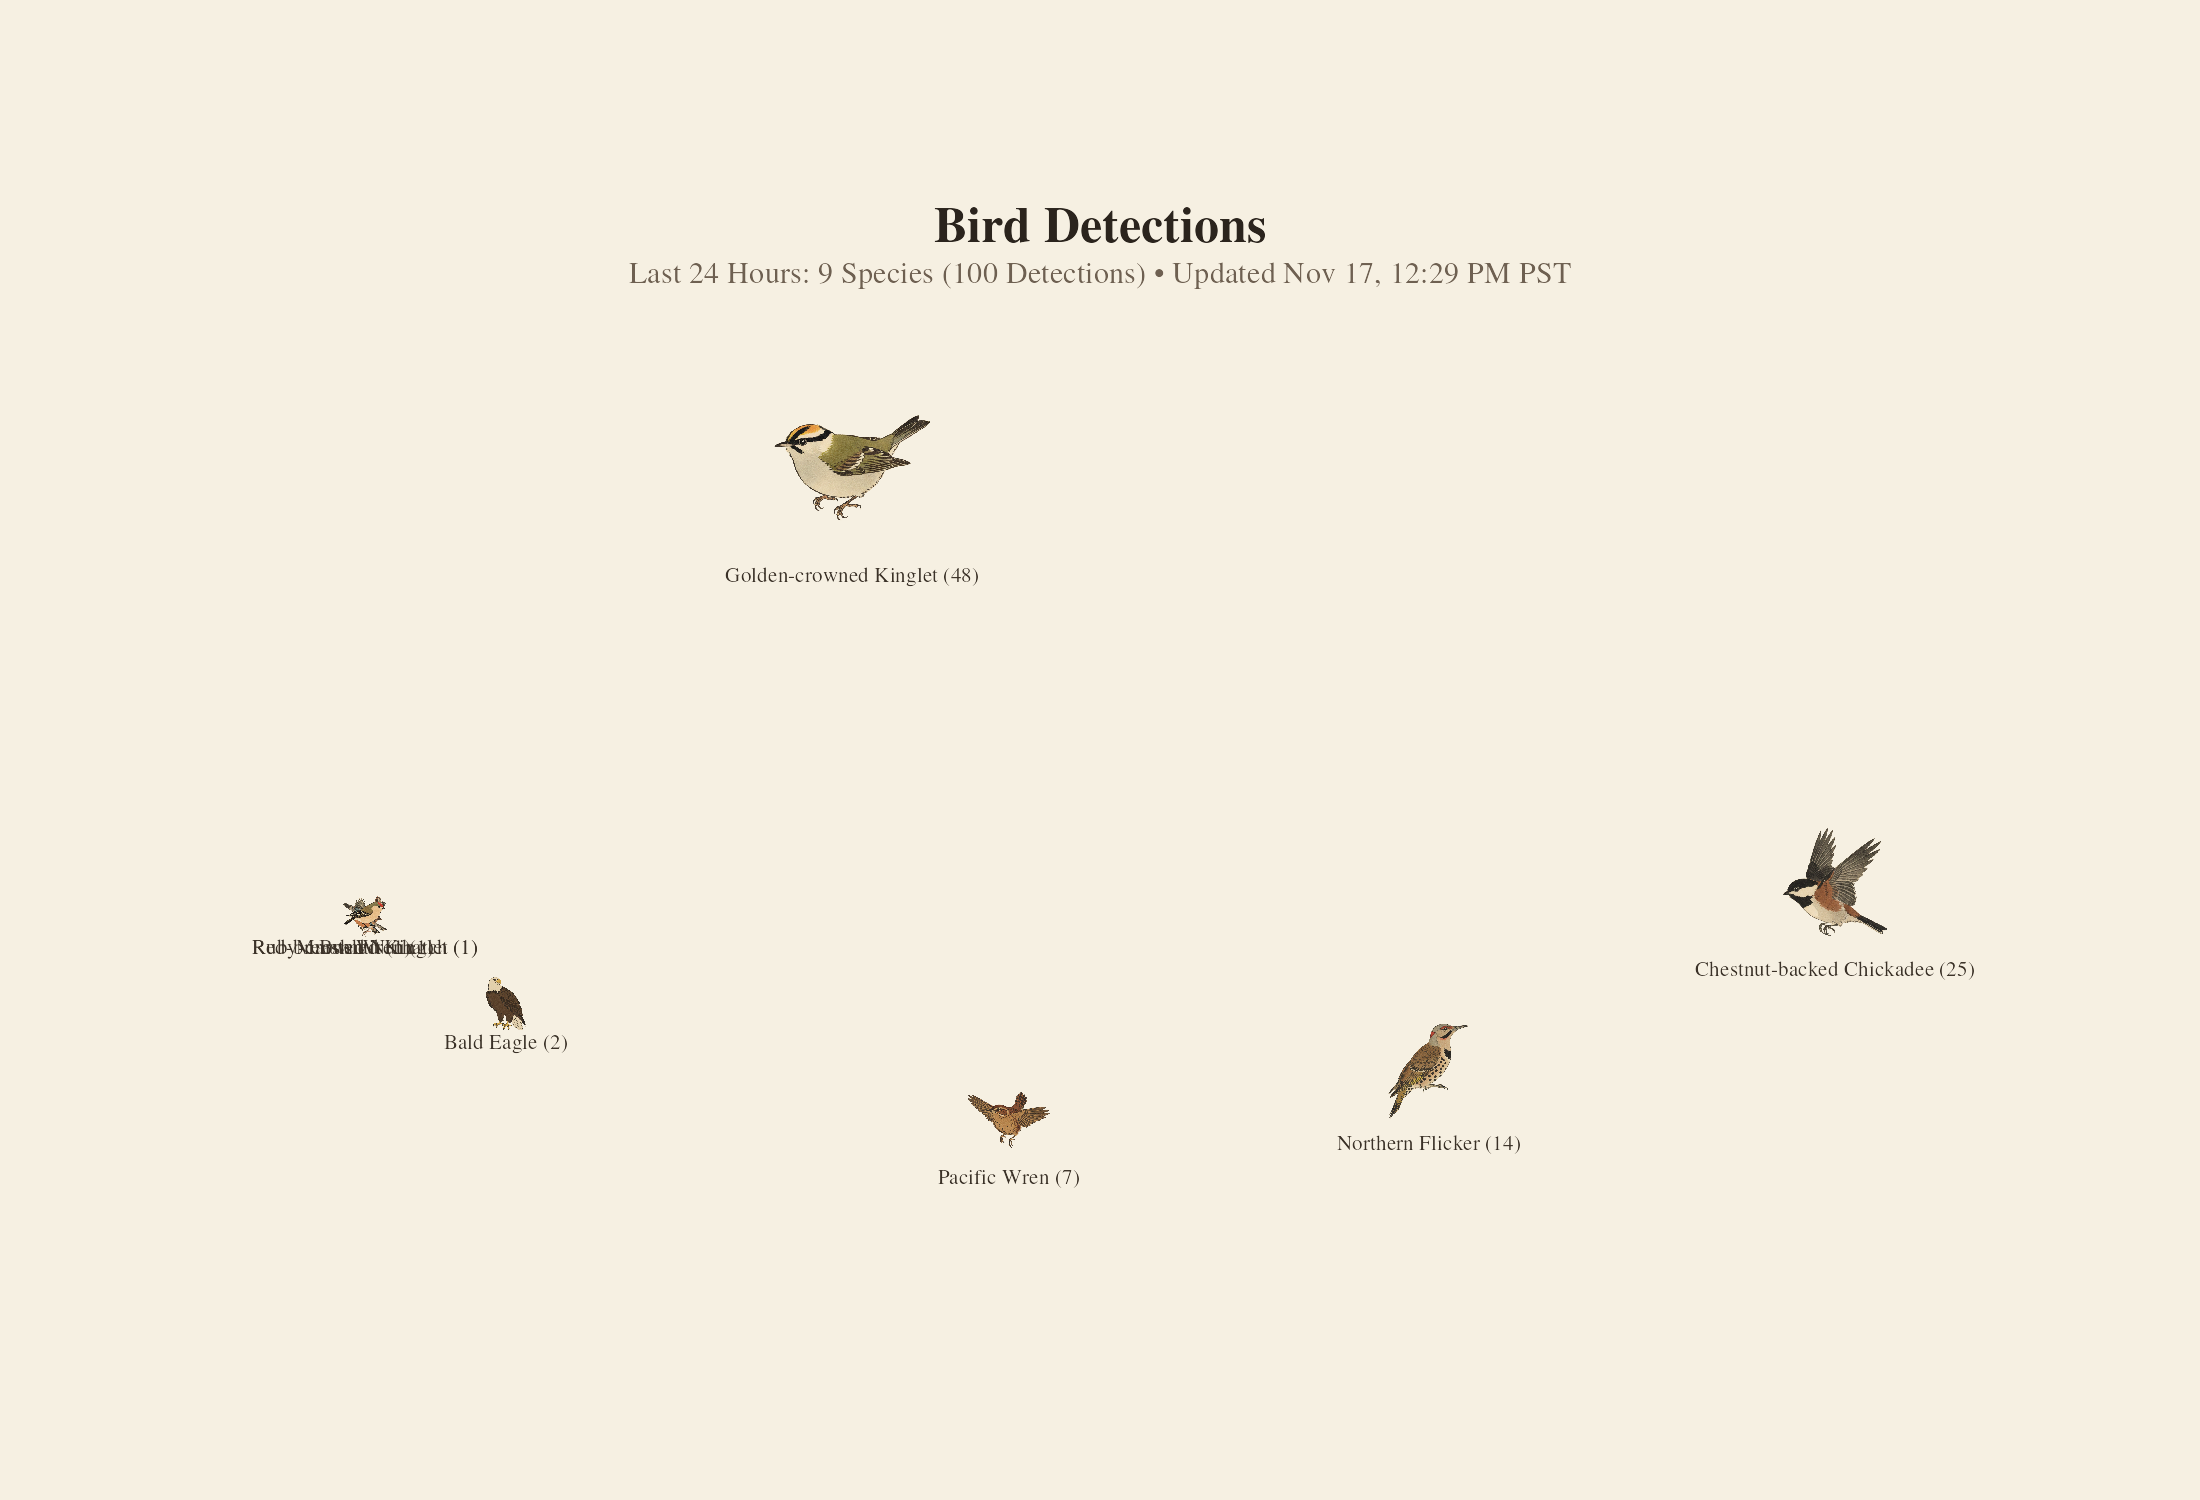 Bird Detections
Last 24 Hours: 9 Species (100 Detections) • Updated Nov 17, 12:29 PM PST
Golden-crowned Kinglet (48)
(1)
Chestnut-backed Chickadee (25)
Bald Eagle (2)
Northern Flicker (14)
Pacific Wren (7)